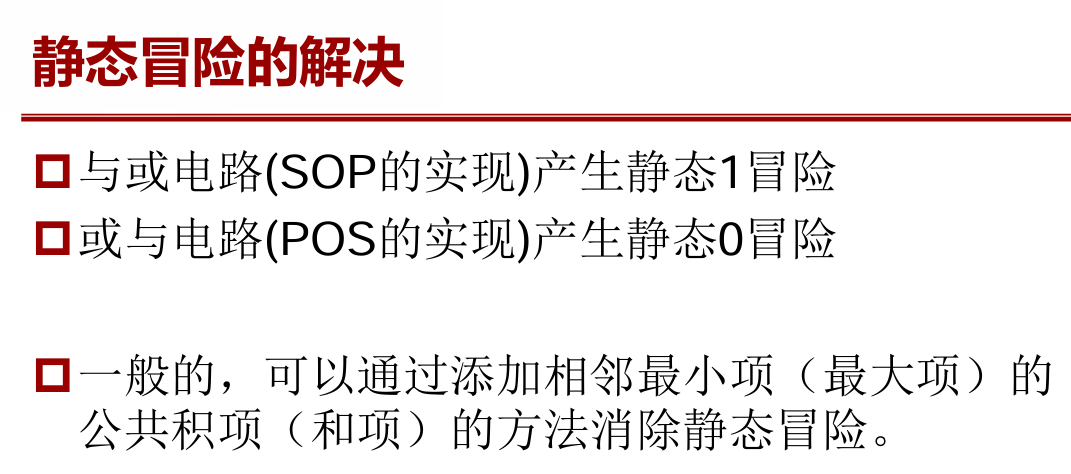 静态冒险的解决
与或电路(SOP的实现)产生静态1冒险
或与电路(POS的实现)产生静态0冒险
一般的，可以通过添加相邻最小项（最大项）的
公共积项（和项）的方法消除静态冒险。